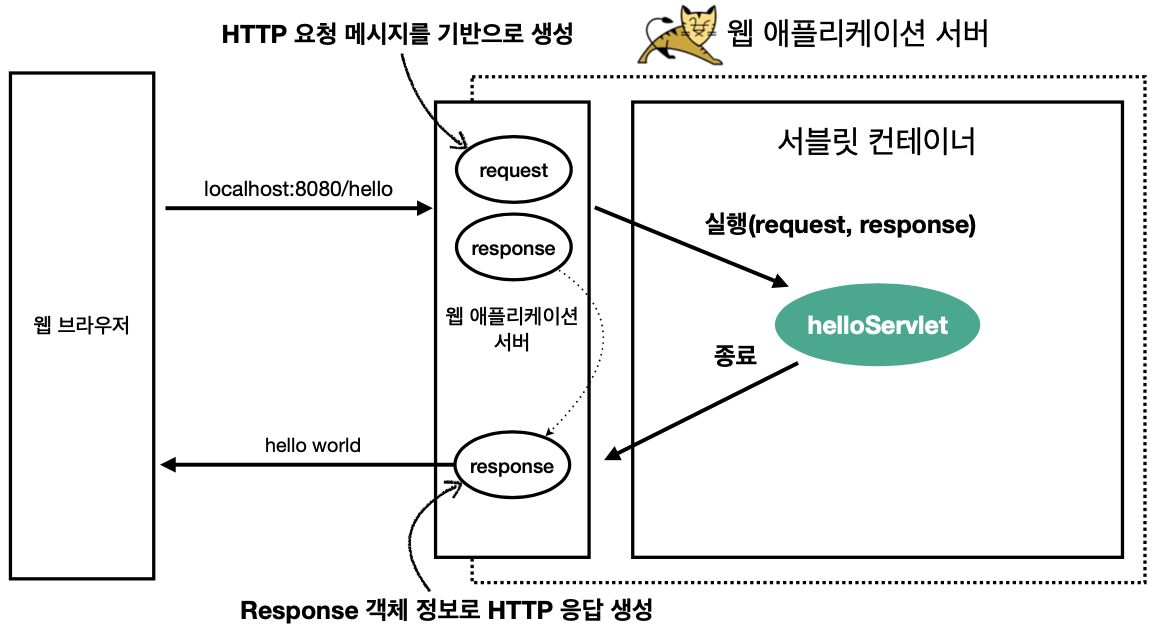 HTTP 요청 메시지를 기반으로 생성
웹 애플리케이션 서버
서블릿 컨테이너
request
localhost:8080/hello
실행(request, response)
response
웹 브라우저
웹 애플리케이션
서버
helloServlet
종료
hello world
response
Response 객체 정보로 HTTP 응답 생성